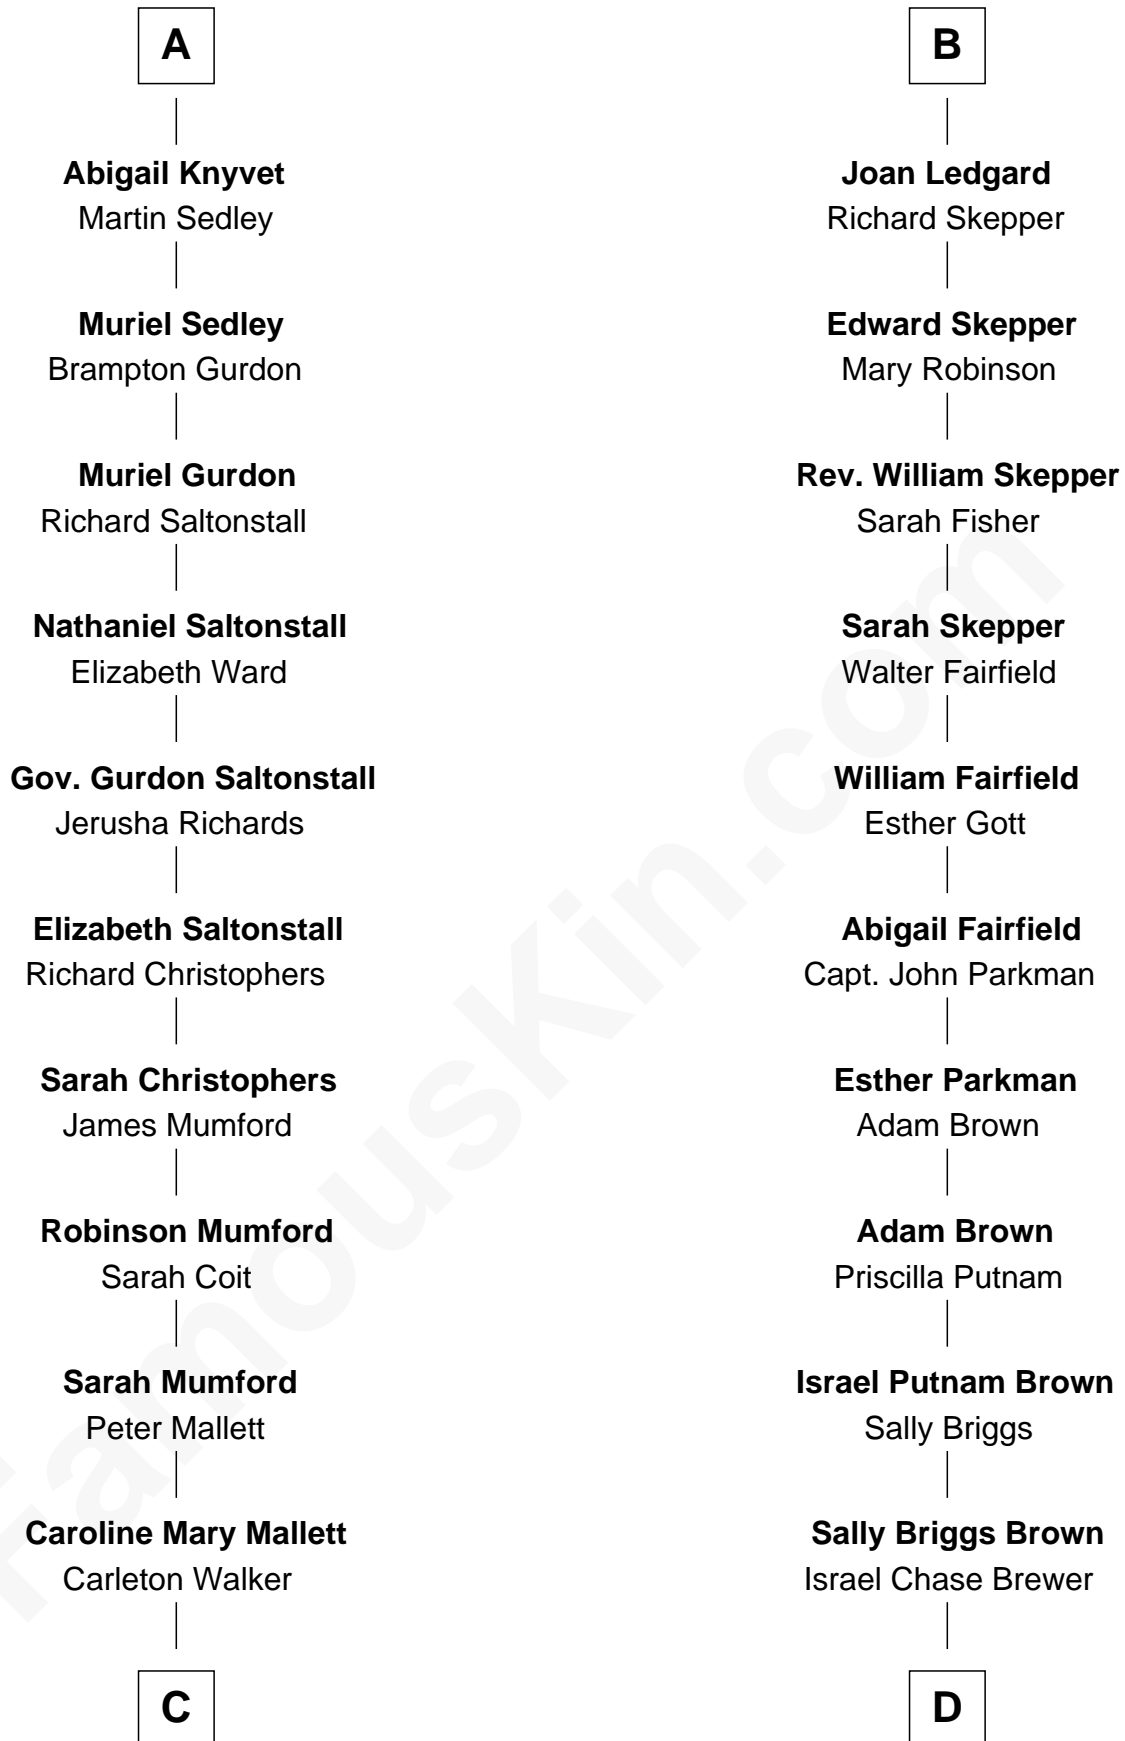 A
Abigail Knyvet
Martin Sedley
Muriel Sedley
Brampton Gurdon
Muriel Gurdon
Richard Saltonstall
Nathaniel Saltonstall
Elizabeth Ward
Gov. Gurdon Saltonstall
Jerusha Richards
Elizabeth Saltonstall
Richard Christophers
Sarah Christophers
James Mumford
Robinson Mumford
Sarah Coit
Sarah Mumford
Peter Mallett
Caroline Mary Mallett
Carleton Walker
C
B
Joan Ledgard
Richard Skepper
Edward Skepper
Mary Robinson
Rev. William Skepper
Sarah Fisher
Sarah Skepper
Walter Fairfield
William Fairfield
Esther Gott
Abigail Fairfield
Capt. John Parkman
Esther Parkman
Adam Brown
Adam Brown
Priscilla Putnam
Israel Putnam Brown
Sally Briggs
Sally Briggs Brown
Israel Chase Brewer
D
FamousKin.com